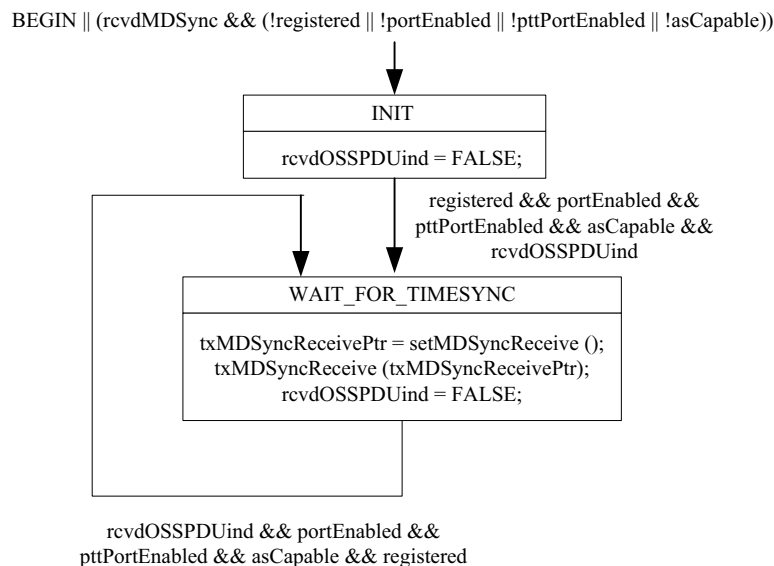 BEGIN || (rcvdMDSync && (!registered || !portEnabled || !pttPortEnabled || !asCapable))
INIT
rcvdOSSPDUind = FALSE;
registered && portEnabled &&
pttPortEnabled && asCapable &&
rcvdOSSPDUind
WAIT_FOR_TIMESYNC
txMDSyncReceivePtr = setMDSyncReceive ();
txMDSyncReceive (txMDSyncReceivePtr);
rcvdOSSPDUind = FALSE;
rcvdOSSPDUind && portEnabled &&
pttPortEnabled && asCapable && registered